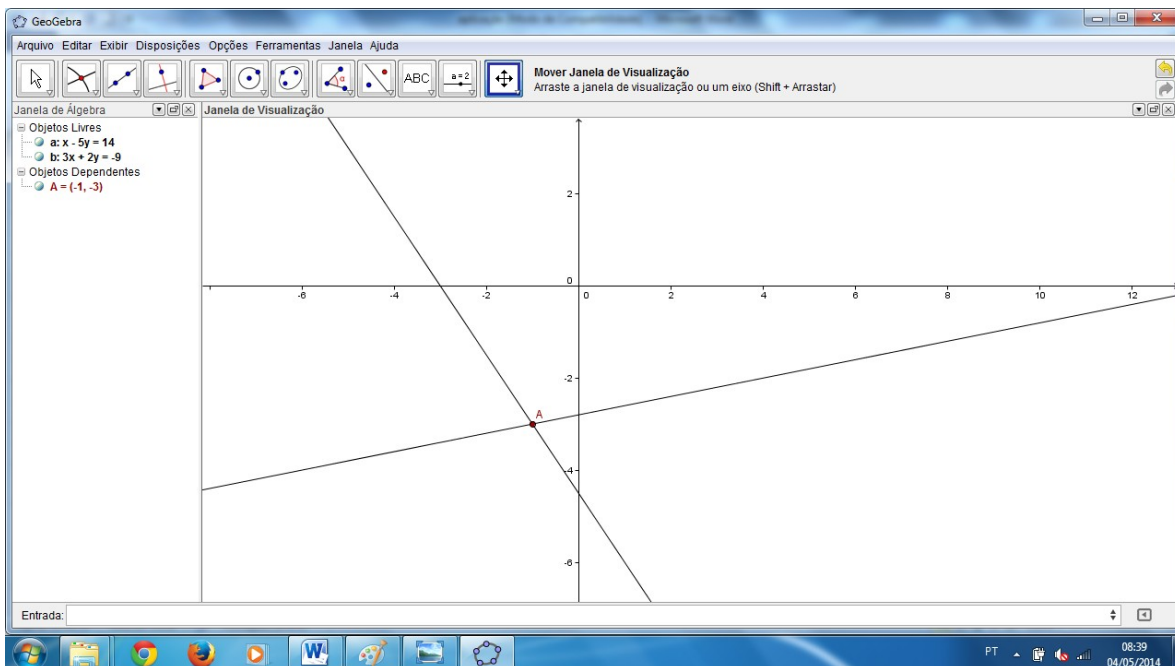 GeoGebra
Arquivo Editar Exibir Disposições Opções Ferramentas Janela Ajuda
ABC
a = 2
Mover Janela de Visualização
Arraste a janela de visualização ou um eixo (Shift + Arrastar)
Janela de Álgebra
Janela de Visualização
Objetos Livres
a: x - 5y = 14
b: 3x + 2y = -9
Objetos Dependentes
A = (-1, -3)
2
0
-6 -4 -2 0 2 4 6 8 10 12
-2
A
-4
-6
Entrada:
W
PT
08:39
04/05/2014